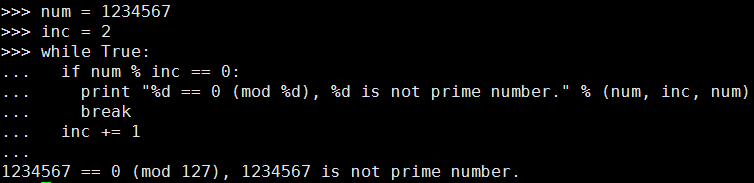 >>> num = 1234567
>>> inc = 2
>>> while True:
...   if num % inc == 0:
...     print "%d == 0 (mod %d), %d is not prime number." % (num, inc, num)
...     break
...   inc += 1
...
1234567 == 0 (mod 127), 1234567 is not prime number.